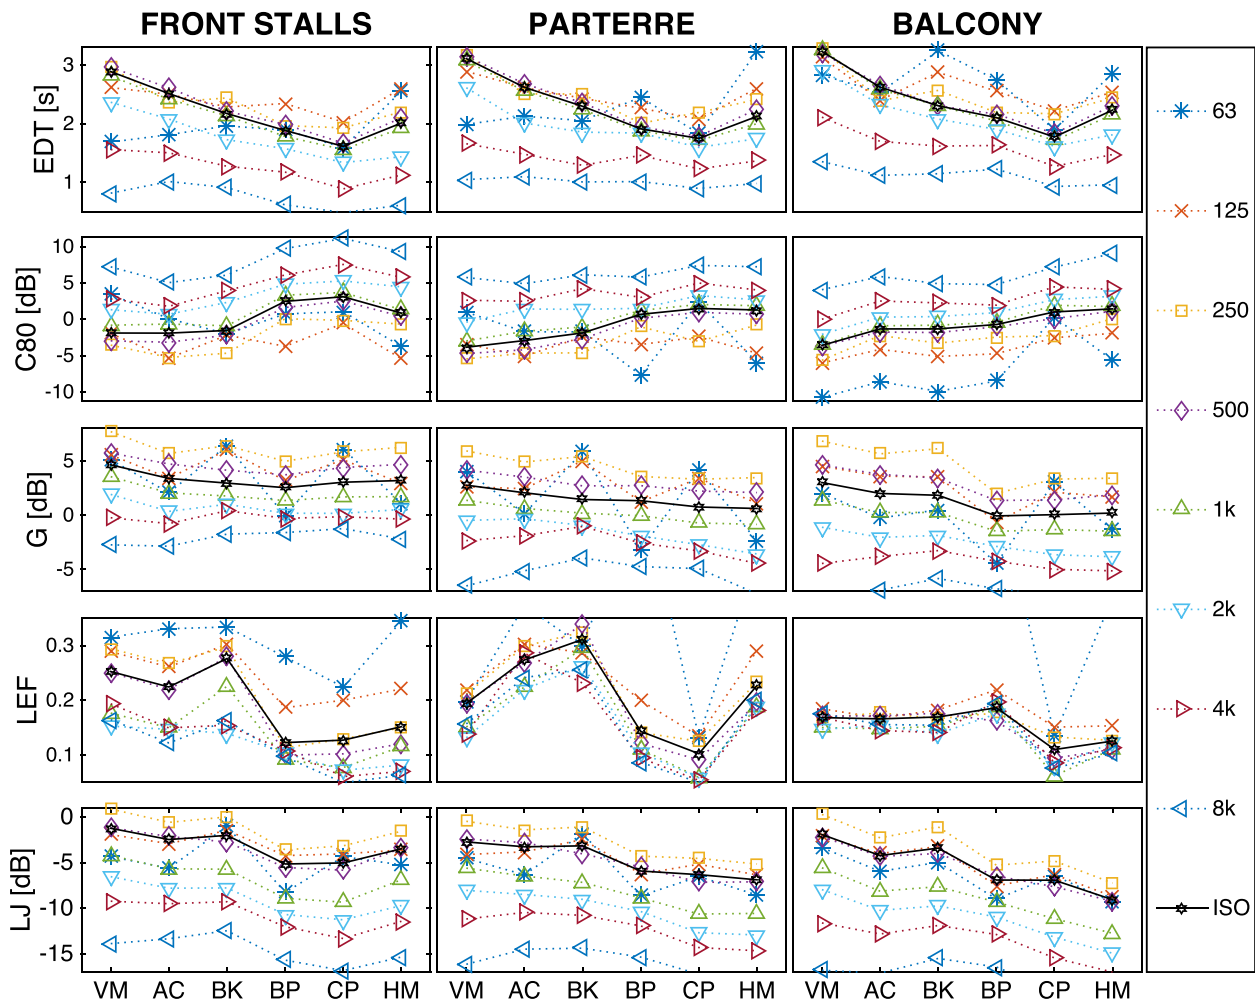 FRONT STALLS PARTERRE BALCONY
EDT [s]
3
2
1
C80 [dB]
10
5
0
-5
-10
G [dB]
5
0
-5
LEF
0.3
0.2
0.1
LJ [dB]
0
-5
-10
-15
VM AC BK BP CP HM VM AC BK BP CP HM VM AC BK BP CP HM
63
125
250
500
1k
2k
4k
8k
ISO